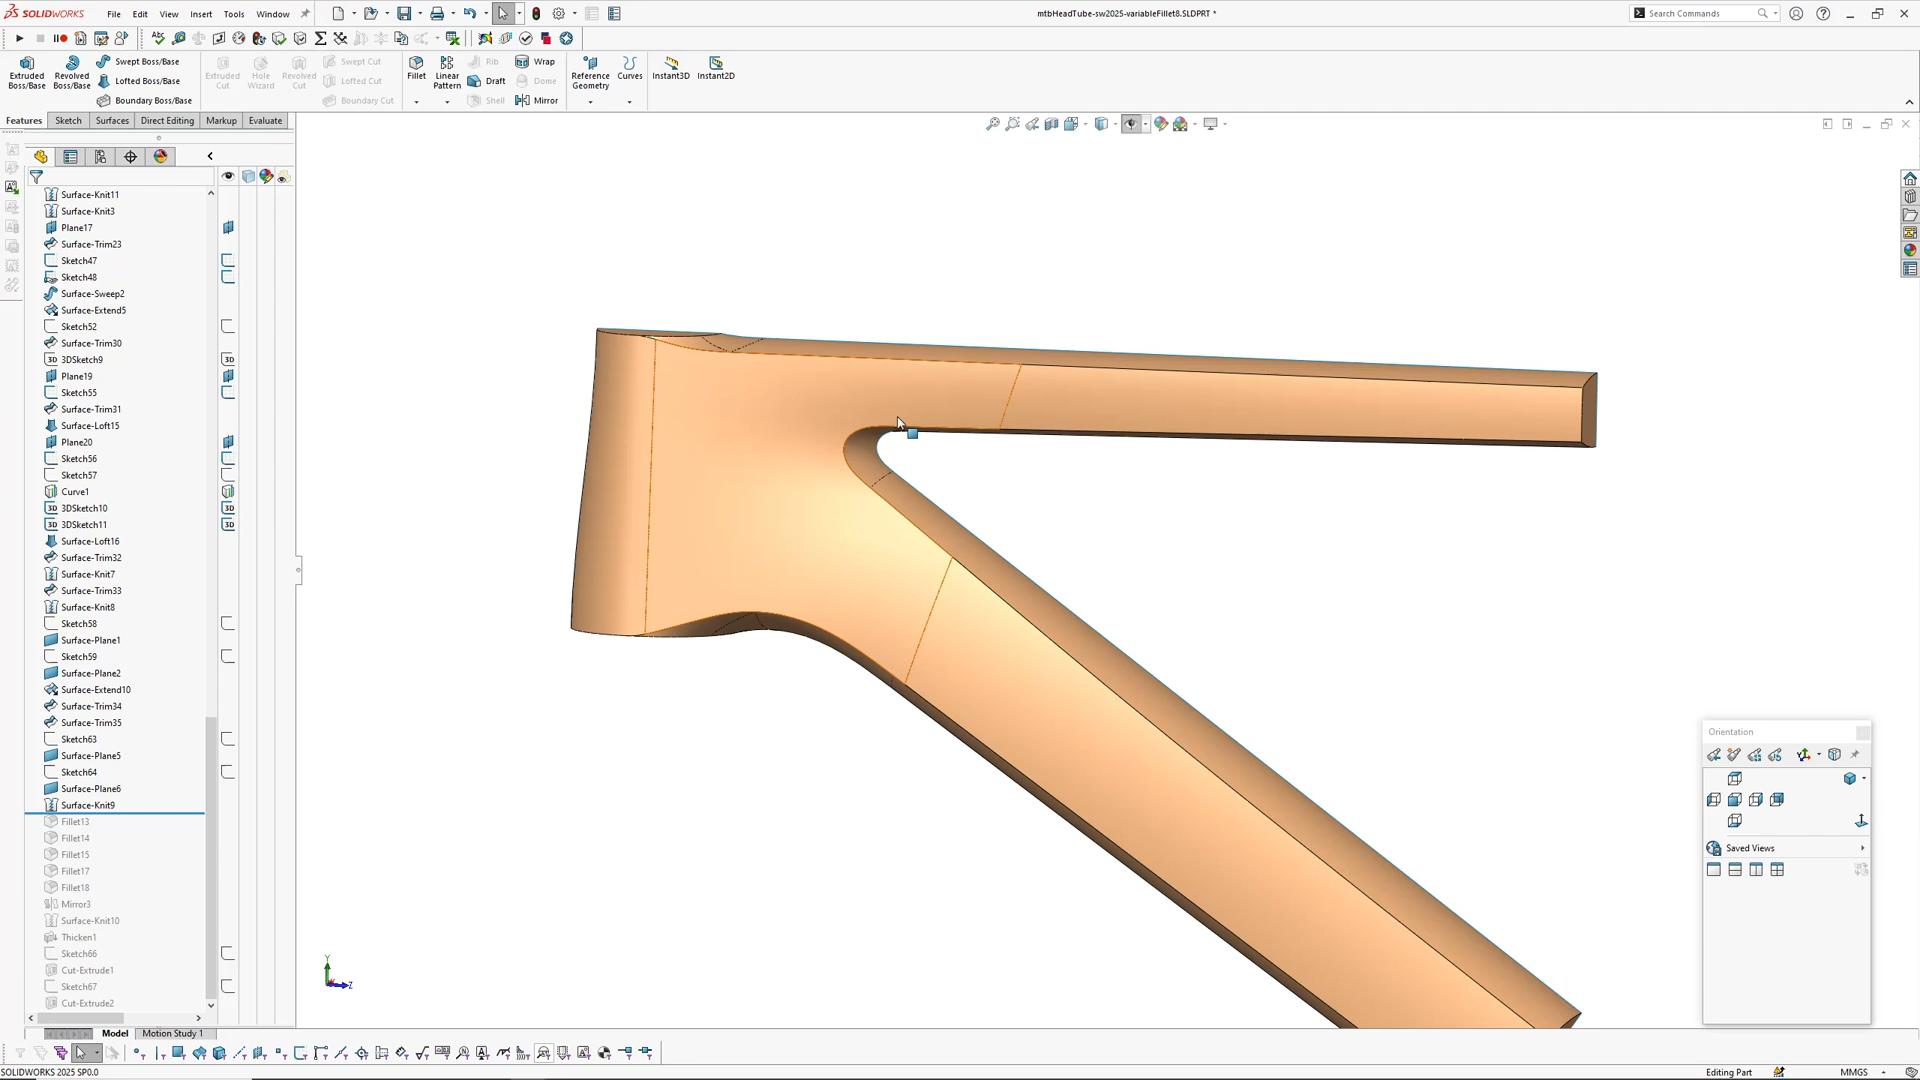 SOLIDWORKS
File
Edit
View
Insert
Tools
Window
mtbHeadTube-sw2025-variableFillet8.SLDPRT *
Search Commands
Extruded Boss/Base
Revolved Boss/Base
Swept Boss/Base
Lofted Boss/Base
Boundary Boss/Base
Extruded Cut
Hole Wizard
Revolved Cut
Swept Cut
Lofted Cut
Boundary Cut
Fillet
Linear Pattern
Rib
Draft
Shell
Wrap
Dome
Mirror
Reference Geometry
Curves
Instant3D
Instant2D
Features
Sketch
Surfaces
Direct Editing
Markup
Evaluate
Surface-Knit11
Surface-Knit3
Plane17
Surface-Trim23
Sketch47
Sketch48
Surface-Sweep2
Surface-Extend5
Sketch52
Surface-Trim30
3D 3DSketch9 3D
Plane19
Sketch55
Surface-Trim31
Surface-Loft15
Plane20
Sketch56
Sketch57
Curve1
3D 3DSketch10 3D
3D 3DSketch11 3D
Surface-Loft16
Surface-Trim32
Surface-Knit7
Surface-Trim33
Surface-Knit8
Sketch58
Surface-Plane1
Sketch59
Surface-Plane2
Surface-Extend10
Surface-Trim34
Surface-Trim35
Sketch63
Surface-Plane5
Sketch64
Surface-Plane6
Surface-Knit9
Fillet13
Fillet14
Fillet15
Fillet17
Fillet18
Mirror3
Surface-Knit10
Thicken1
Sketch66
Cut-Extrude1
Sketch67
Cut-Extrude2
Y
Z
Orientation
Saved Views
Model
Motion Study 1
SOLIDWORKS 2025 SP0.0
Editing Part
MMGS